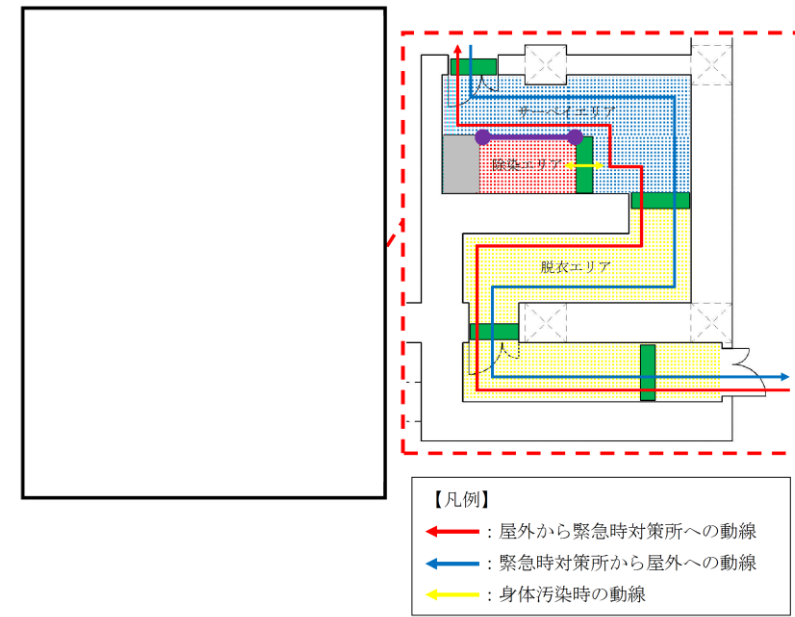 サーベイエリア
除染エリア
脱衣エリア
【凡例】
：屋外から緊急時対策所への動線
：緊急時対策所から屋外への動線
：身体汚染時の動線